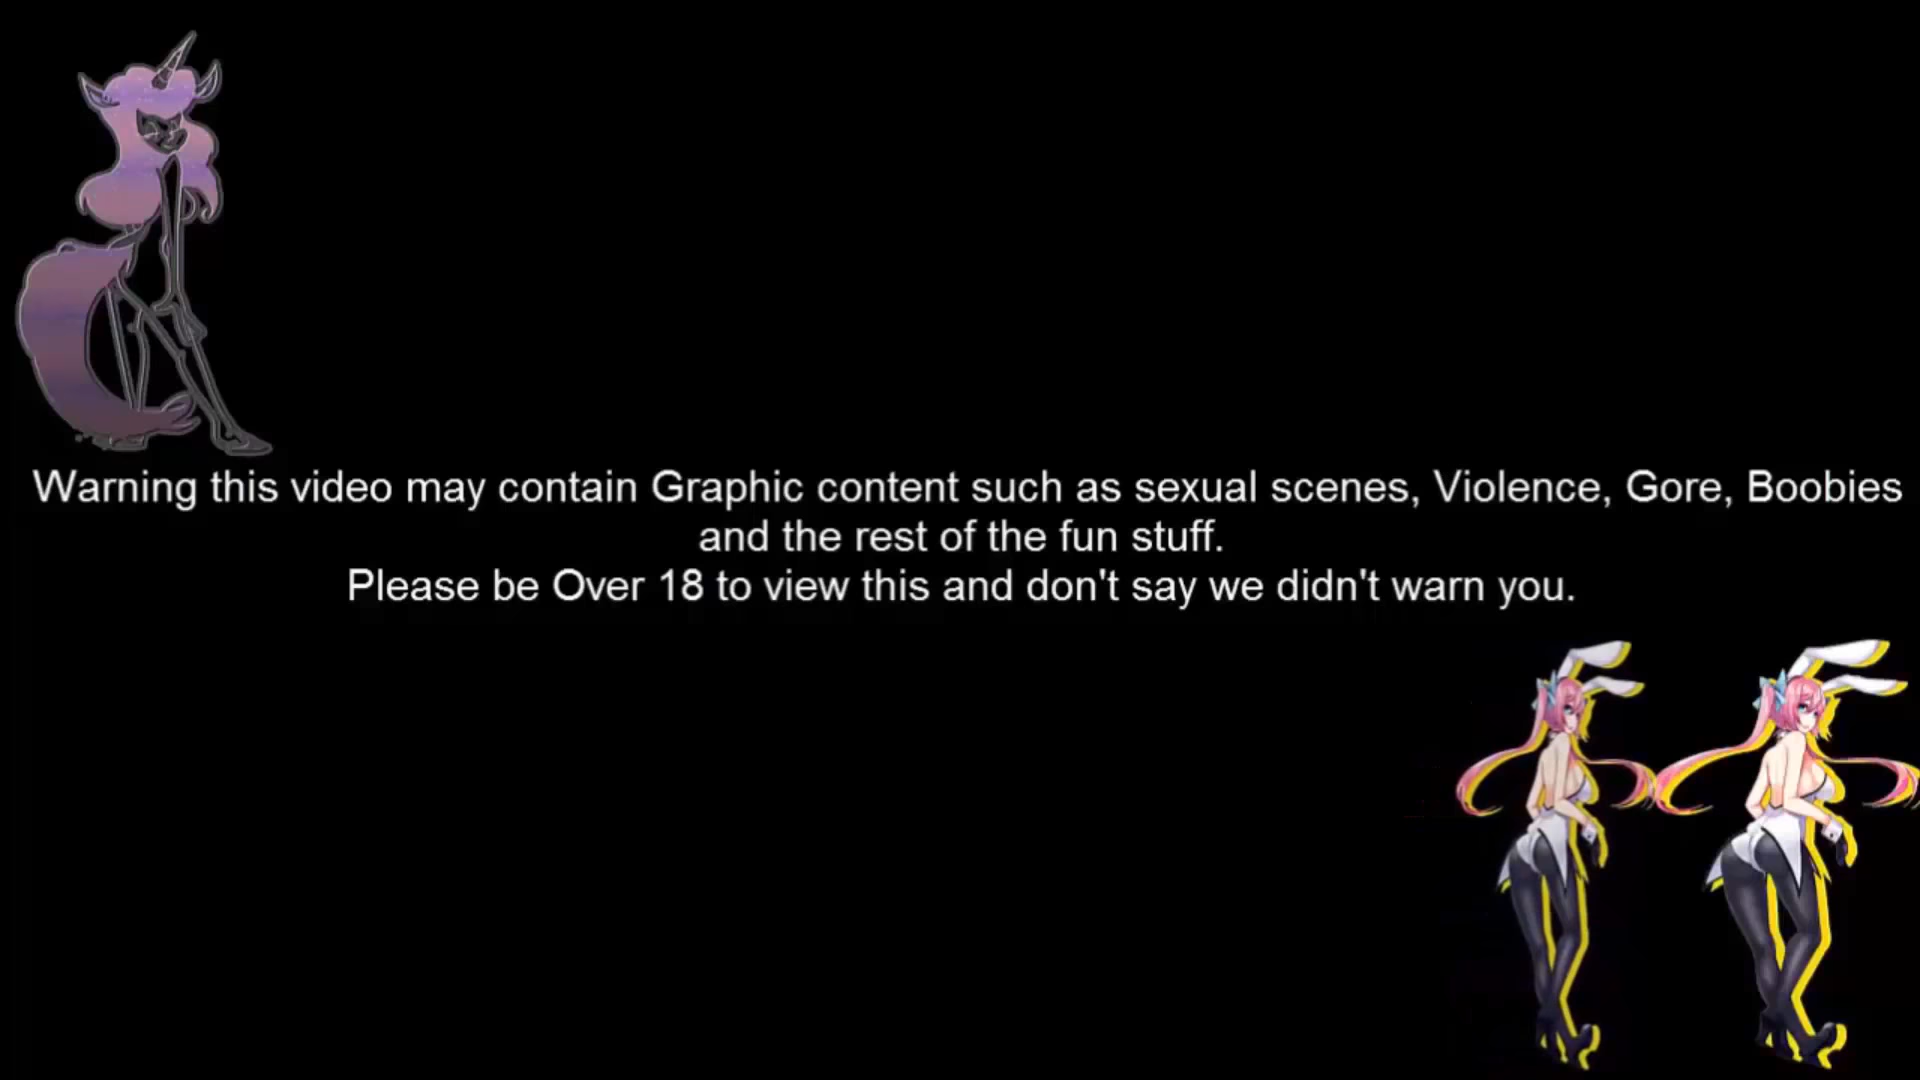 Warning this video may contain Graphic content such as sexual scenes, Violence, Gore, Boobies
and the rest of the fun stuff.
Please be Over 18 to view this and don't say we didn't warn you.